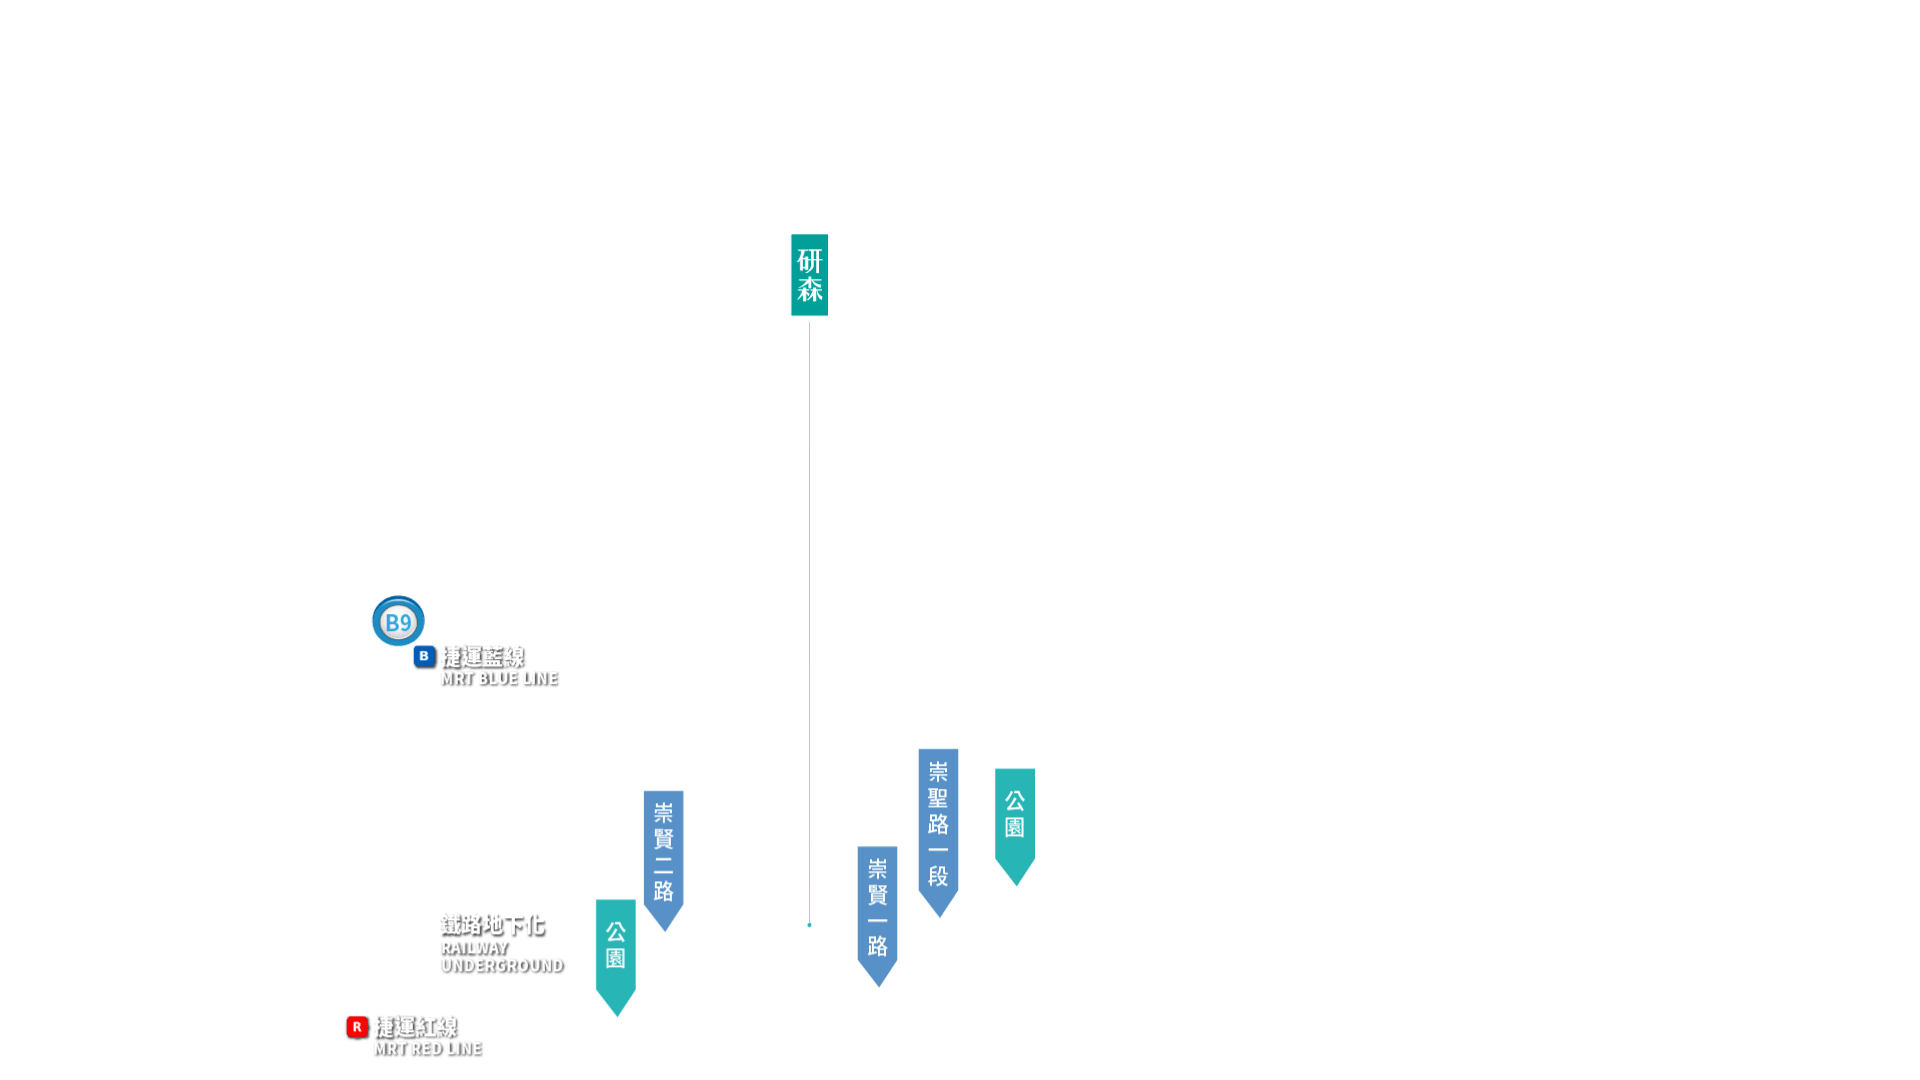 研森
B9
B 捷運藍線
MRT BLUE LINE
崇聖路一段
公園
崇賢二路
崇賢一路
公園
鐵路地下化
RAILWAY
UNDERGROUND
R 捷運紅線
MRT RED LINE